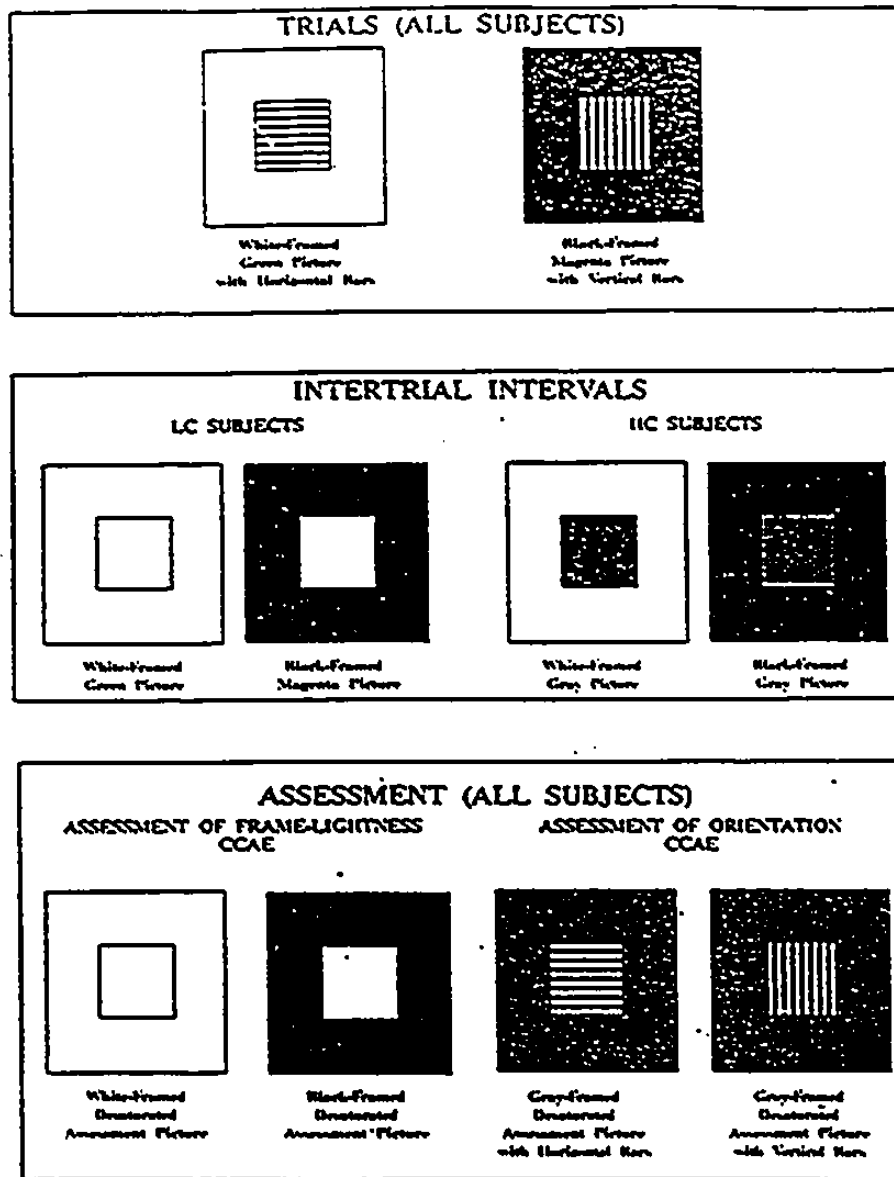 TRIALS (ALL SUBJECTS)
White-Framed
Green Picture
with Horizontal Bars
Black-Framed
Magenta Picture
with Vertical Bars
INTERTRIAL INTERVALS
LC SUBJECTS
HC SUBJECTS
White-Framed
Green Picture
Black-Framed
Magenta Picture
White-Framed
Gray Picture
Black-Framed
Gray Picture
ASSESSMENT (ALL SUBJECTS)
ASSESSMENT OF FRAME-LIGHTNESS
CCAE
ASSESSMENT OF ORIENTATION
CCAE
White-Framed
Desaturated
Assessment Picture
Black-Framed
Desaturated
Assessment Picture
Gray-Framed
Desaturated
Assessment Picture
with Horizontal Bars
Gray-Framed
Desaturated
Assessment Picture
with Vertical Bars